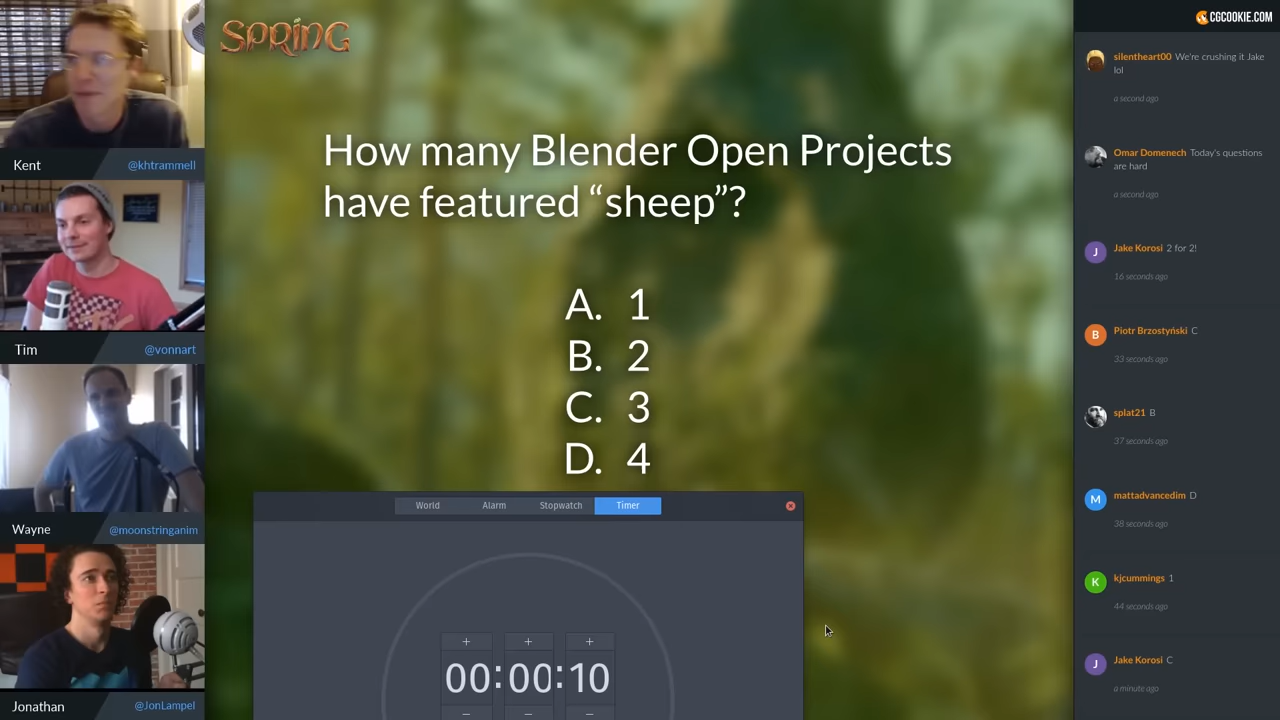 Kent @khtrammell
Tim @vonnart
Wayne @moonstringanim
Jonathan @JonLampel
SPRING
How many Blender Open Projects
have featured “sheep”?
A. 1
B. 2
C. 3
D. 4
World Alarm Stopwatch Timer
+ + +
00:00:10
– – –
CGCOOKIE.COM
silentheart00 We're crushing it Jake
lol
a second ago
Omar Domenech Today's questions
are hard
a second ago
J Jake Korosi 2 for 2!
16 seconds ago
B Piotr Brzostyński C
33 seconds ago
splat21 B
37 seconds ago
M mattadvancedim D
38 seconds ago
K kjcummings 1
44 seconds ago
J Jake Korosi C
a minute ago